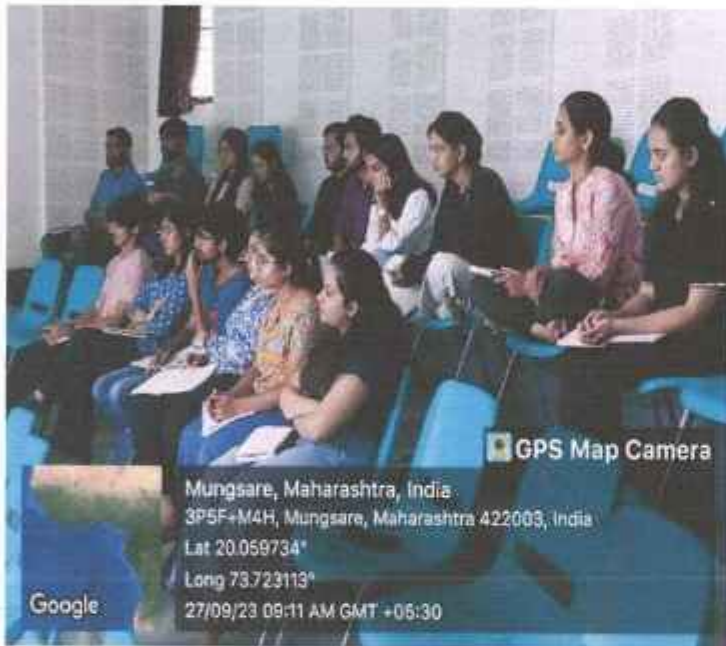 GPS Map Camera
Mungsare, Maharashtra, India
3P5F+M4H, Mungsare, Maharashtra 422003, India
Lat 20.059734°
Long 73.723113°
27/09/23 09:11 AM GMT +05:30
Google